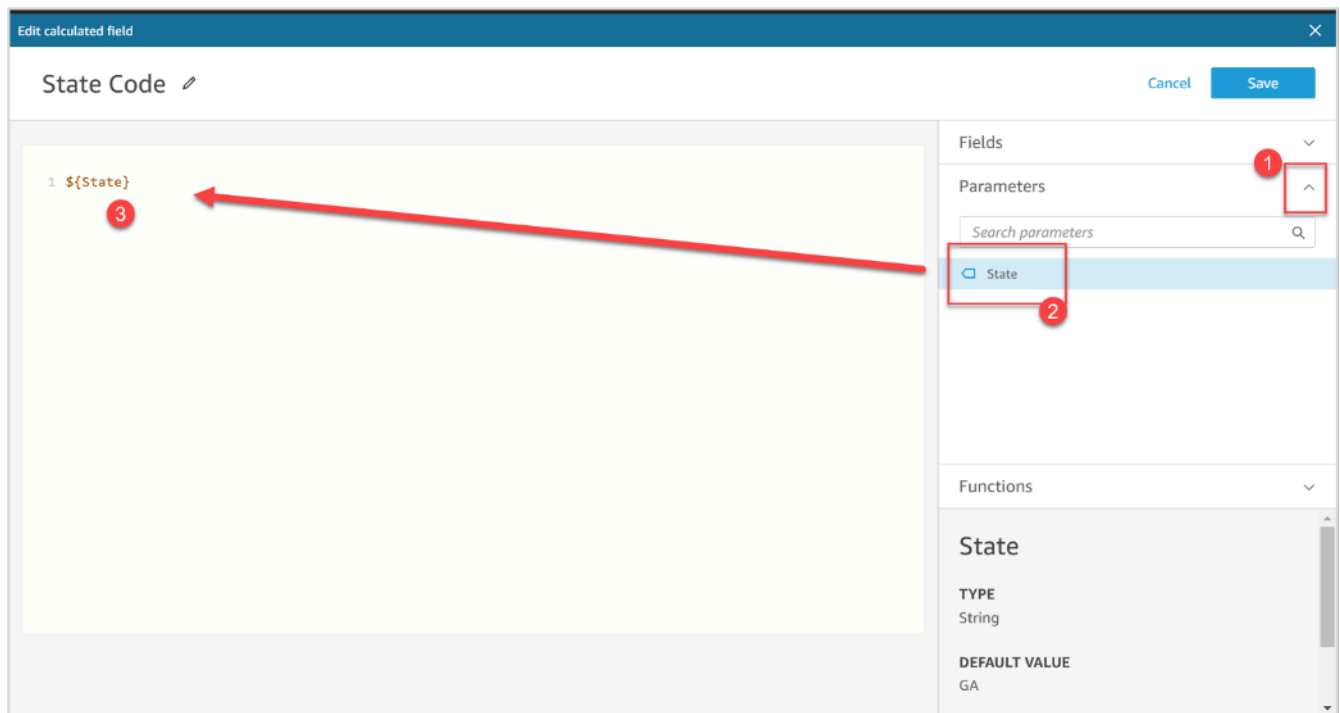 Edit calculated field
State Code
Cancel
Save
1 ${State}
3
Fields
1
Parameters
Search parameters
State
2
Functions
State
TYPE
String
DEFAULT VALUE
GA